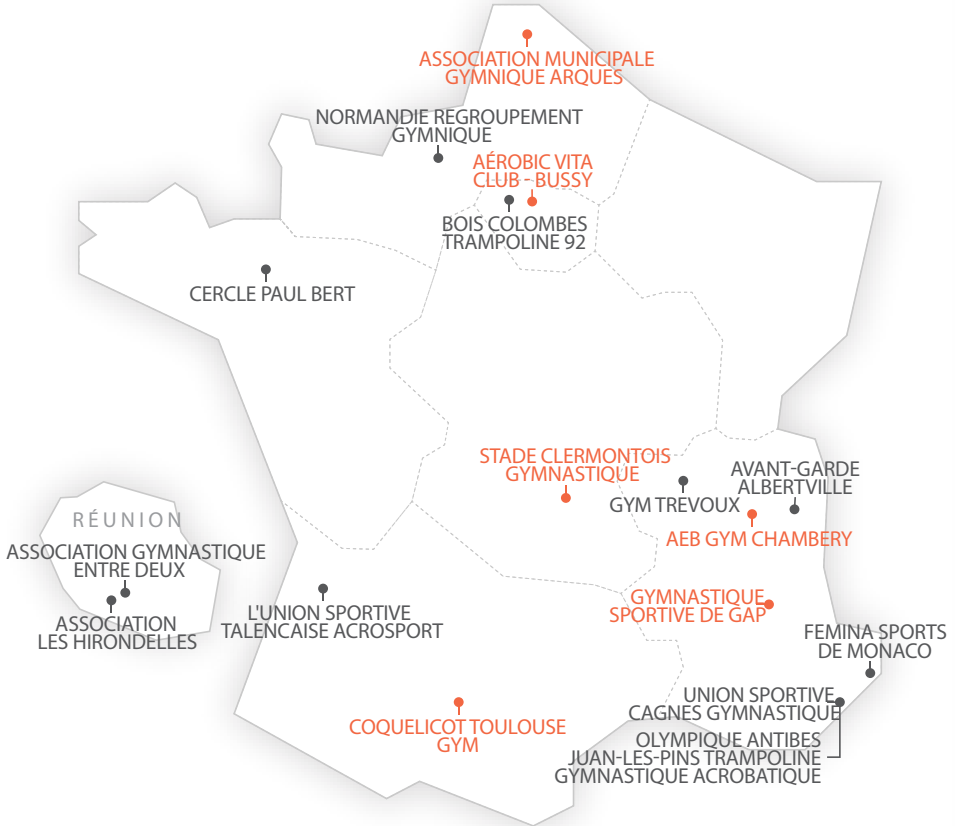 ASSOCIATION MUNICIPALE
GYMNIQUE ARQUES
NORMANDIE REGROUPEMENT
GYMNIQUE
AÉROBIC VITA
CLUB - BUSSY
BOIS COLOMBES
TRAMPOLINE 92
CERCLE PAUL BERT
STADE CLERMONTOIS
GYMNASTIQUE
GYM TREVOUX
AVANT-GARDE
ALBERTVILLE
AEB GYM CHAMBERY
RÉUNION
ASSOCIATION GYMNASTIQUE
ENTRE DEUX
ASSOCIATION
LES HIRONDELLES
L'UNION SPORTIVE
TALENCAISE ACROSPORT
GYMNASTIQUE
SPORTIVE DE GAP
FEMINA SPORTS
DE MONACO
UNION SPORTIVE
CAGNES GYMNASTIQUE
COQUELICOT TOULOUSE
GYM
OLYMPIQUE ANTIBES
JUAN-LES-PINS TRAMPOLINE
GYMNASTIQUE ACROBATIQUE